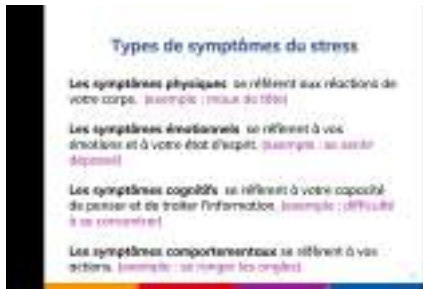 Types de symptômes du stress
Les symptômes physiques se réfèrent aux réactions de
votre corps. (exemple : maux de tête)
Les symptômes émotionnels se réfèrent à vos
émotions et à votre état d'esprit. (exemple : se sentir
dépassé)
Les symptômes cognitifs se réfèrent à votre capacité
de penser et de traiter l'information. (exemple : difficulté
à se concentrer)
Les symptômes comportementaux se réfèrent à vos
actions. (exemple : se ronger les ongles)